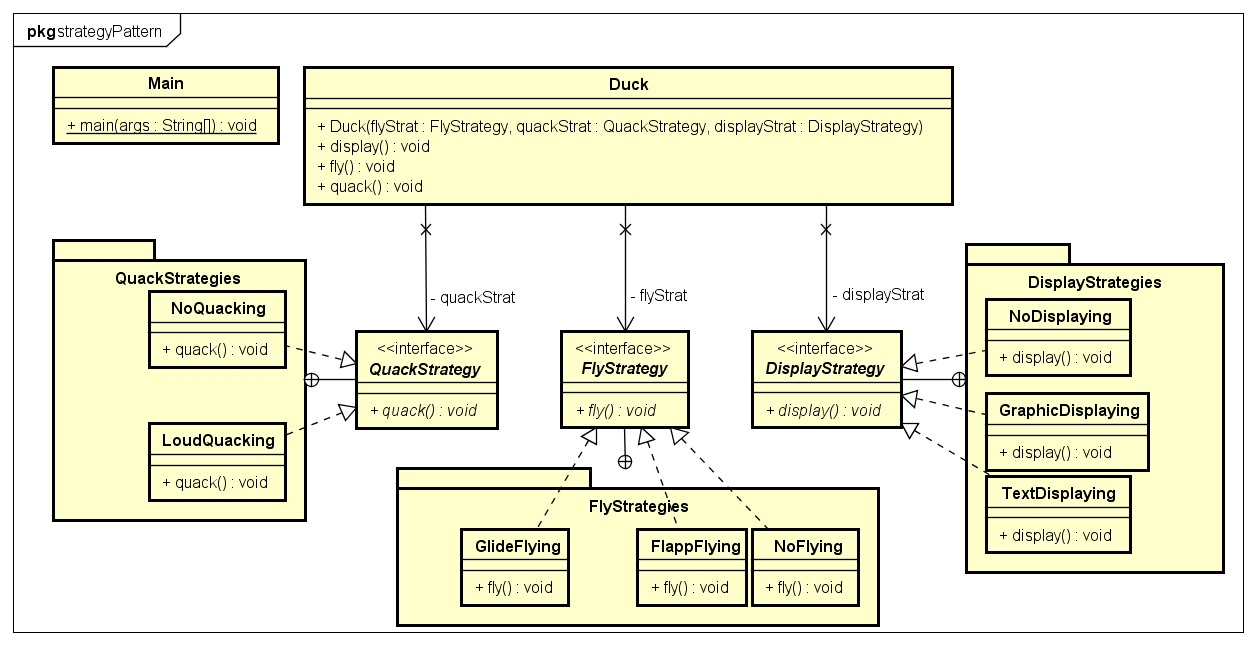 pkg strategyPattern
Main
+ main(args : String[]) : void
Duck
+ Duck(flyStrat : FlyStrategy, quackStrat : QuackStrategy, displayStrat : DisplayStrategy)
+ display() : void
+ fly() : void
+ quack() : void
- quackStrat
- flyStrat
- displayStrat
QuackStrategies
NoQuacking
+ quack() : void
LoudQuacking
+ quack() : void
<<interface>>
QuackStrategy
+ quack() : void
<<interface>>
FlyStrategy
+ fly() : void
<<interface>>
DisplayStrategy
+ display() : void
DisplayStrategies
NoDisplaying
+ display() : void
GraphicDisplaying
+ display() : void
TextDisplaying
+ display() : void
FlyStrategies
GlideFlying
+ fly() : void
FlappFlying
+ fly() : void
NoFlying
+ fly() : void